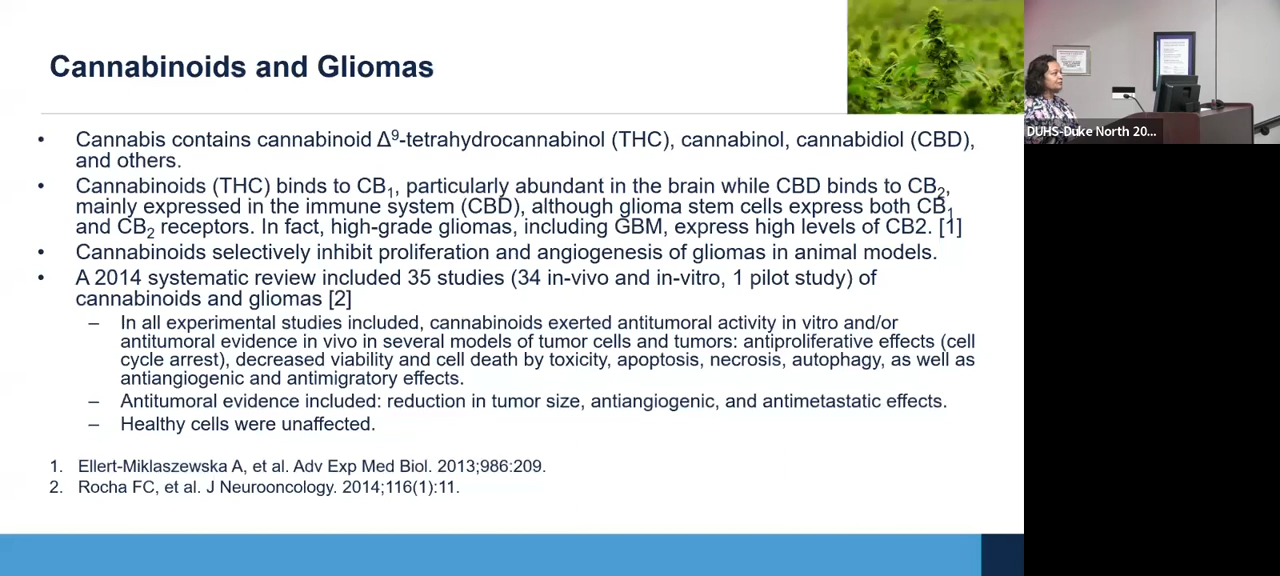 Cannabinoids and Gliomas
• Cannabis contains cannabinoid Δ⁹-tetrahydrocannabinol (THC), cannabinol, cannabidiol (CBD),
and others.
• Cannabinoids (THC) binds to CB₁, particularly abundant in the brain while CBD binds to CB₂,
mainly expressed in the immune system (CBD), although glioma stem cells express both CB₁
and CB₂ receptors. In fact, high-grade gliomas, including GBM, express high levels of CB2. [1]
• Cannabinoids selectively inhibit proliferation and angiogenesis of gliomas in animal models.
• A 2014 systematic review included 35 studies (34 in-vivo and in-vitro, 1 pilot study) of
cannabinoids and gliomas [2]
– In all experimental studies included, cannabinoids exerted antitumoral activity in vitro and/or
antitumoral evidence in vivo in several models of tumor cells and tumors: antiproliferative effects (cell
cycle arrest), decreased viability and cell death by toxicity, apoptosis, necrosis, autophagy, as well as
antiangiogenic and antimigratory effects.
– Antitumoral evidence included: reduction in tumor size, antiangiogenic, and antimetastatic effects.
– Healthy cells were unaffected.
1. Ellert-Miklaszewska A, et al. Adv Exp Med Biol. 2013;986:209.
2. Rocha FC, et al. J Neurooncology. 2014;116(1):11.
DUHS-Duke North 20...